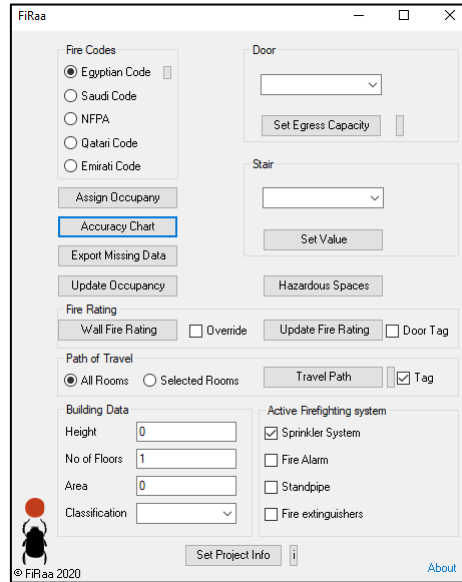 FiRaa
Fire Codes
Egyptian Code
Saudi Code
NFPA
Qatari Code
Emirati Code
Door
Set Egress Capacity
Stair
Set Value
Assign Occupany
Accuracy Chart
Export Missing Data
Update Occupancy
Hazardous Spaces
Fire Rating
Wall Fire Rating Override Update Fire Rating Door Tag
Path of Travel
All Rooms Selected Rooms Travel Path Tag
Building Data
Height 0
No of Floors 1
Area 0
Classification
Active Firefighting system
Sprinkler System
Fire Alarm
Standpipe
Fire extinguishers
Set Project Info i
© FiRaa 2020
About